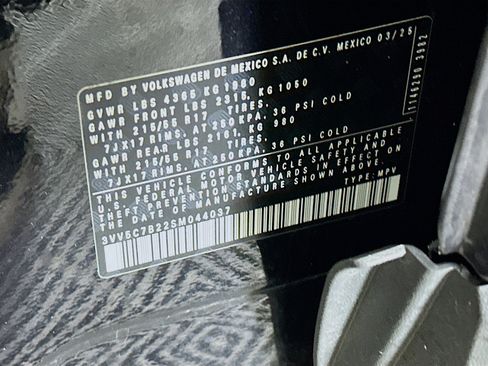 MFD BY VOLKSWAGEN DE MEXICO S.A. DE C.V. MEXICO 03/25
GVWR LBS 4365 KG1980
GAWR FRONT LBS 2315, KG 1050
WITH 215/55 R17 TIRES,
7JX17 RIMS, AT 250KPA, 36 PSI COLD
GAWR REAR LBS 2161, KG 980
WITH 215/55 R17 TIRES,
7JX17 RIMS, AT 250KPA, 36 PSI COLD
THIS VEHICLE CONFORMS TO ALL APPLICABLE
U.S. FEDERAL MOTOR VEHICLE SAFETY AND
THEFT PREVENTION STANDARDS IN EFFECT ON
THE DATE OF MANUFACTURE SHOWN ABOVE.
3VV5C7B22SM044037 TYPE: MPV